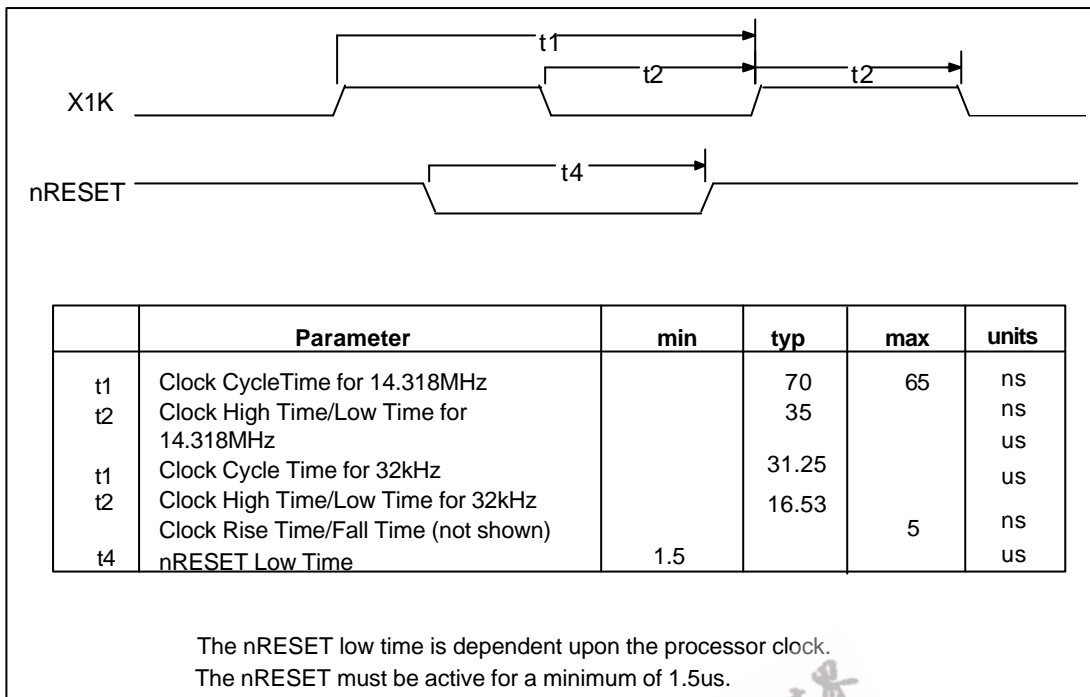 t1
t2 t2
X1K
t4
nRESET
Parameter min typ max units
t1 Clock CycleTime for 14.318MHz 70 65 ns
t2 Clock High Time/Low Time for 35 ns
14.318MHz us
t1 Clock Cycle Time for 32kHz 31.25 us
t2 Clock High Time/Low Time for 32kHz 16.53
Clock Rise Time/Fall Time (not shown) 5 ns
t4 nRESET Low Time 1.5 us
The nRESET low time is dependent upon the processor clock.
The nRESET must be active for a minimum of 1.5us.